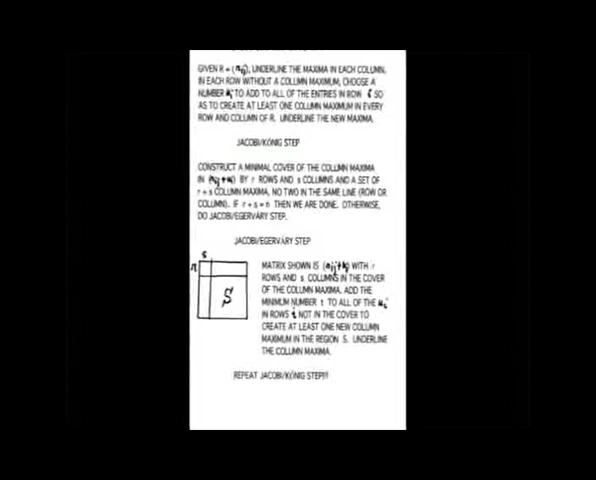 GIVEN R = (rij), UNDERLINE THE MAXIMA IN EACH COLUMN,
IN EACH ROW WITHOUT A COLUMN MAXIMUM, CHOOSE A
NUMBER ki TO ADD TO ALL OF THE ENTRIES IN ROW i SO
AS TO CREATE AT LEAST ONE COLUMN MAXIMUM IN EVERY
ROW AND COLUMN OF R. UNDERLINE THE NEW MAXIMA.
JACOBI/KÖNIG STEP
CONSTRUCT A MINIMAL COVER OF THE COLUMN MAXIMA
IN BY r ROWS AND s COLUMNS AND A SET OF
r + s COLUMN MAXIMA, NO TWO IN THE SAME LINE (ROW OR
COLUMN). IF r + s = n THEN WE ARE DONE. OTHERWISE,
DO JACOBI/EGERVÁRY STEP.
JACOBI/EGERVÁRY STEP
s
r
S
MATRIX SHOWN IS WITH r
ROWS AND s COLUMNS IN THE COVER
OF THE COLUMN MAXIMA. ADD THE
MINIMUM NUMBER t TO ALL OF THE
IN ROWS i NOT IN THE COVER TO
CREATE AT LEAST ONE NEW COLUMN
MAXIMUM IN THE REGION S. UNDERLINE
THE COLUMN MAXIMA.
REPEAT JACOBI/KÖNIG STEP!!!